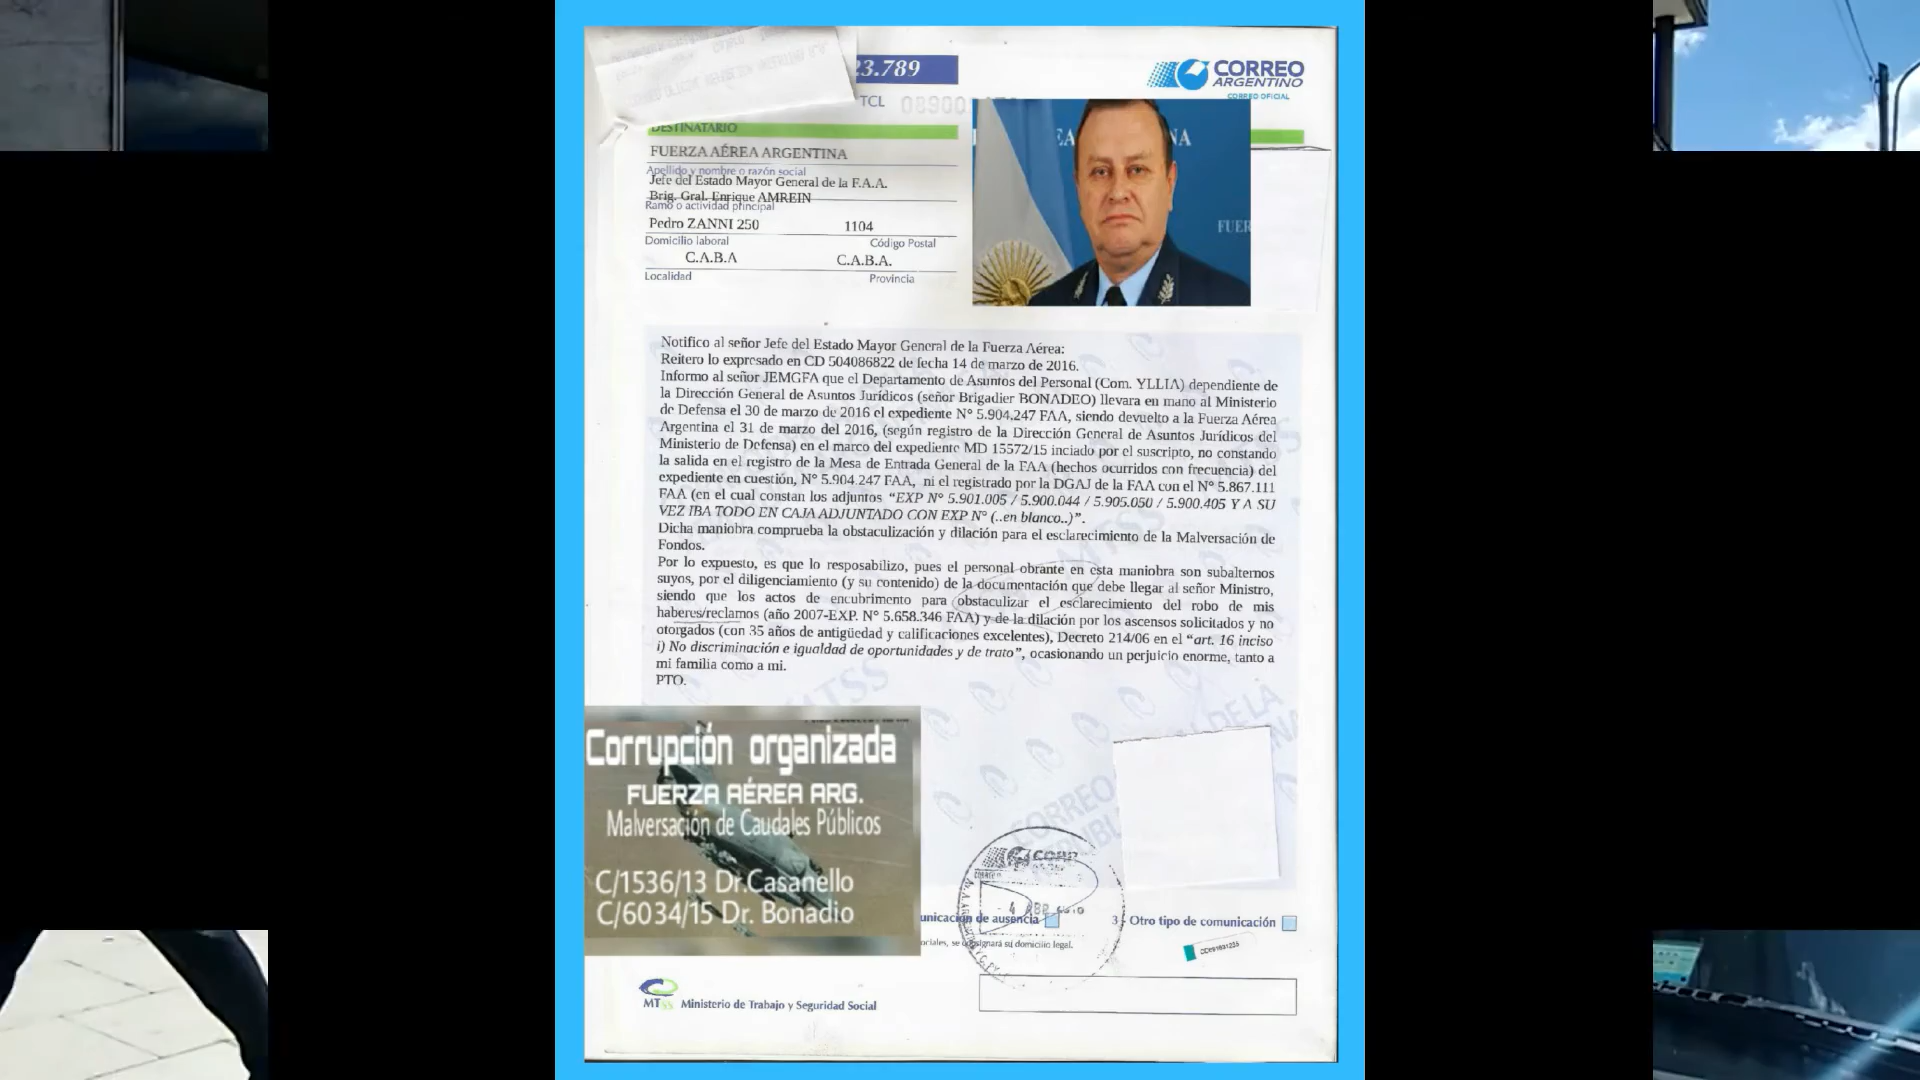 23.789
CORREO
ARGENTINO
CORREO OFICIAL
TCL
DESTINATARIO
FUERZA AÉREA ARGENTINA
Apellido y nombre o razón social
Jefe del Estado Mayor General de la F.A.A.
Brig. Gral. Enrique AMREIN
Ramo o actividad principal
Pedro ZANNI 250 1104
Domicilio laboral Código Postal
C.A.B.A C.A.B.A.
Localidad Provincia
Notifico al señor Jefe del Estado Mayor General de la Fuerza Aérea:
Reitero lo expresado en CD 504086822 de fecha 14 de marzo de 2016.
Informo al señor JEMGFA que el Departamento de Asuntos del Personal (Com. YLLIA) dependiente de
la Dirección General de Asuntos Jurídicos (señor Brigadier BONADEO) llevara en mano al Ministerio
de Defensa el 30 de marzo de 2016 el expediente N° 5.904.247 FAA, siendo devuelto a la Fuerza Aérea
Argentina el 31 de marzo del 2016, (según registro de la Dirección General de Asuntos Jurídicos del
Ministerio de Defensa) en el marco del expediente MD 15572/15 inciado por el suscripto, no constando
la salida en el registro de la Mesa de Entrada General de la FAA (hechos ocurridos con frecuencia) del
expediente en cuestión, N° 5.904.247 FAA, ni el registrado por la DGAJ de la FAA con el N° 5.867.111
FAA (en el cual constan los adjuntos "EXP N° 5.901.005 / 5.900.044 / 5.905.050 / 5.900.405 Y A SU
VEZ IBA TODO EN CAJA ADJUNTADO CON EXP N° (..en blanco..)".
Dicha maniobra comprueba la obstaculización y dilación para el esclarecimiento de la Malversación de
Fondos.
Por lo expuesto, es que lo resposabilizo, pues el personal obrante en esta maniobra son subalternos
suyos, por el diligenciamiento (y su contenido) de la documentación que debe llegar al señor Ministro,
siendo que los actos de encubrimento para obstaculizar el esclarecimiento del robo de mis
haberes/reclamos (año 2007-EXP. N° 5.658.346 FAA) y de la dilación por los ascensos solicitados y no
otorgados (con 35 años de antigüedad y calificaciones excelentes), Decreto 214/06 en el "art. 16 inciso
i) No discriminación e igualdad de oportunidades y de trato", ocasionando un perjuicio enorme, tanto a
mi familia como a mi.
PTO.
Corrupción organizada
FUERZA AÉREA ARG.
Malversación de Caudales Públicos
C/1536/13 Dr.Casanello
C/6034/15 Dr. Bonadio
unicación de ausencia 3 - Otro tipo de comunicación
ociales, se consignará su domicilio legal.
MTSS Ministerio de Trabajo y Seguridad Social